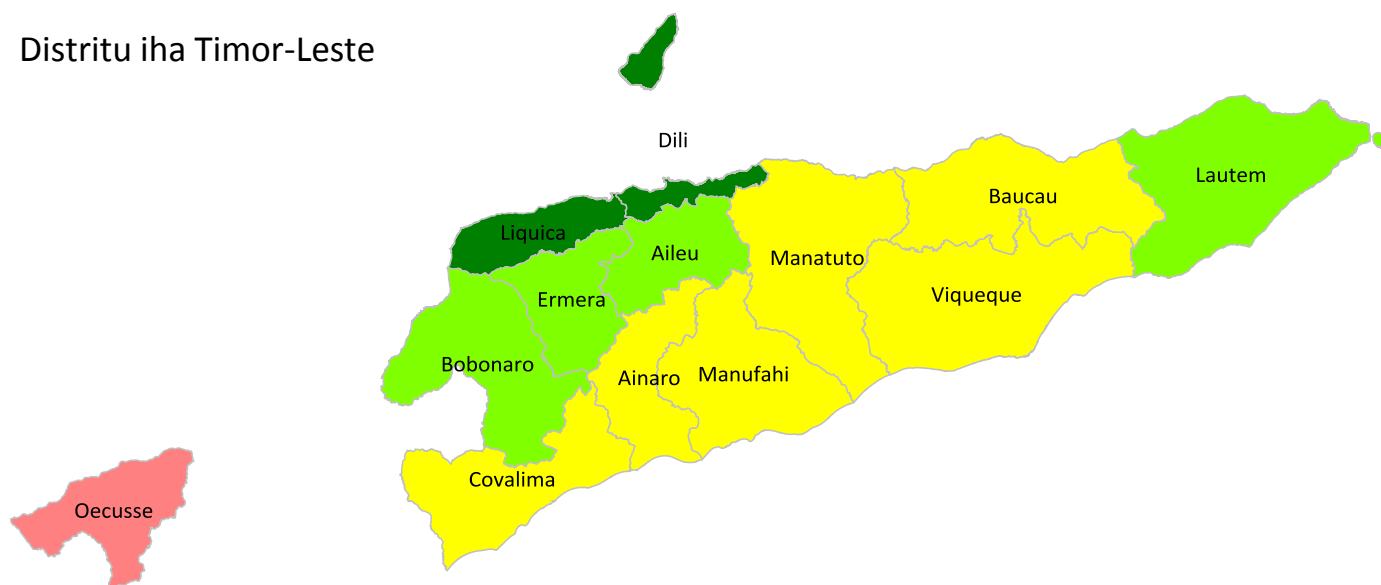 Distritu iha Timor-Leste
Dili
Lautem
Baucau
Liquica
Aileu
Manatuto
Ermera
Viqueque
Bobonaro
Ainaro
Manufahi
Covalima
Oecusse